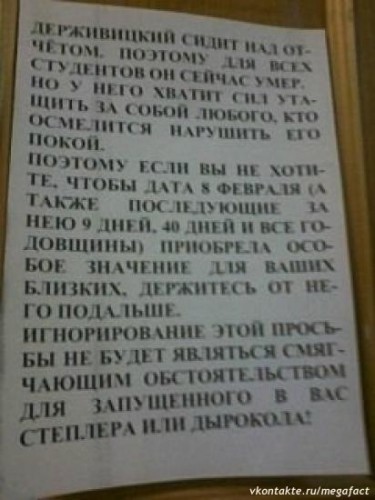 ДЕРЖИВИЦКИЙ СИДИТ НАД ОТ-
ЧЁТОМ. ПОЭТОМУ ДЛЯ ВСЕХ
СТУДЕНТОВ ОН СЕЙЧАС УМЕР.
НО У НЕГО ХВАТИТ СИЛ УТА-
ЩИТЬ ЗА СОБОЙ ЛЮБОГО, КТО
ОСМЕЛИТСЯ НАРУШИТЬ ЕГО
ПОКОЙ.
ПОЭТОМУ ЕСЛИ ВЫ НЕ ХОТИ-
ТЕ, ЧТОБЫ ДАТА 8 ФЕВРАЛЯ (А
ТАКЖЕ ПОСЛЕДУЮЩИЕ ЗА
НЕЮ 9 ДНЕЙ, 40 ДНЕЙ И ВСЕ ГО-
ДОВЩИНЫ) ПРИОБРЕЛА ОСО-
БОЕ ЗНАЧЕНИЕ ДЛЯ ВАШИХ
БЛИЗКИХ, ДЕРЖИТЕСЬ ОТ НЕ-
ГО ПОДАЛЬШЕ.
ИГНОРИРОВАНИЕ ЭТОЙ ПРОСЬ-
БЫ НЕ БУДЕТ ЯВЛЯТЬСЯ СМЯГ-
ЧАЮЩИМ ОБСТОЯТЕЛЬСТВОМ
ДЛЯ ЗАПУЩЕННОГО В ВАС
СТЕПЛЕРА ИЛИ ДЫРОКОЛА!
vkontakte.ru/megafact